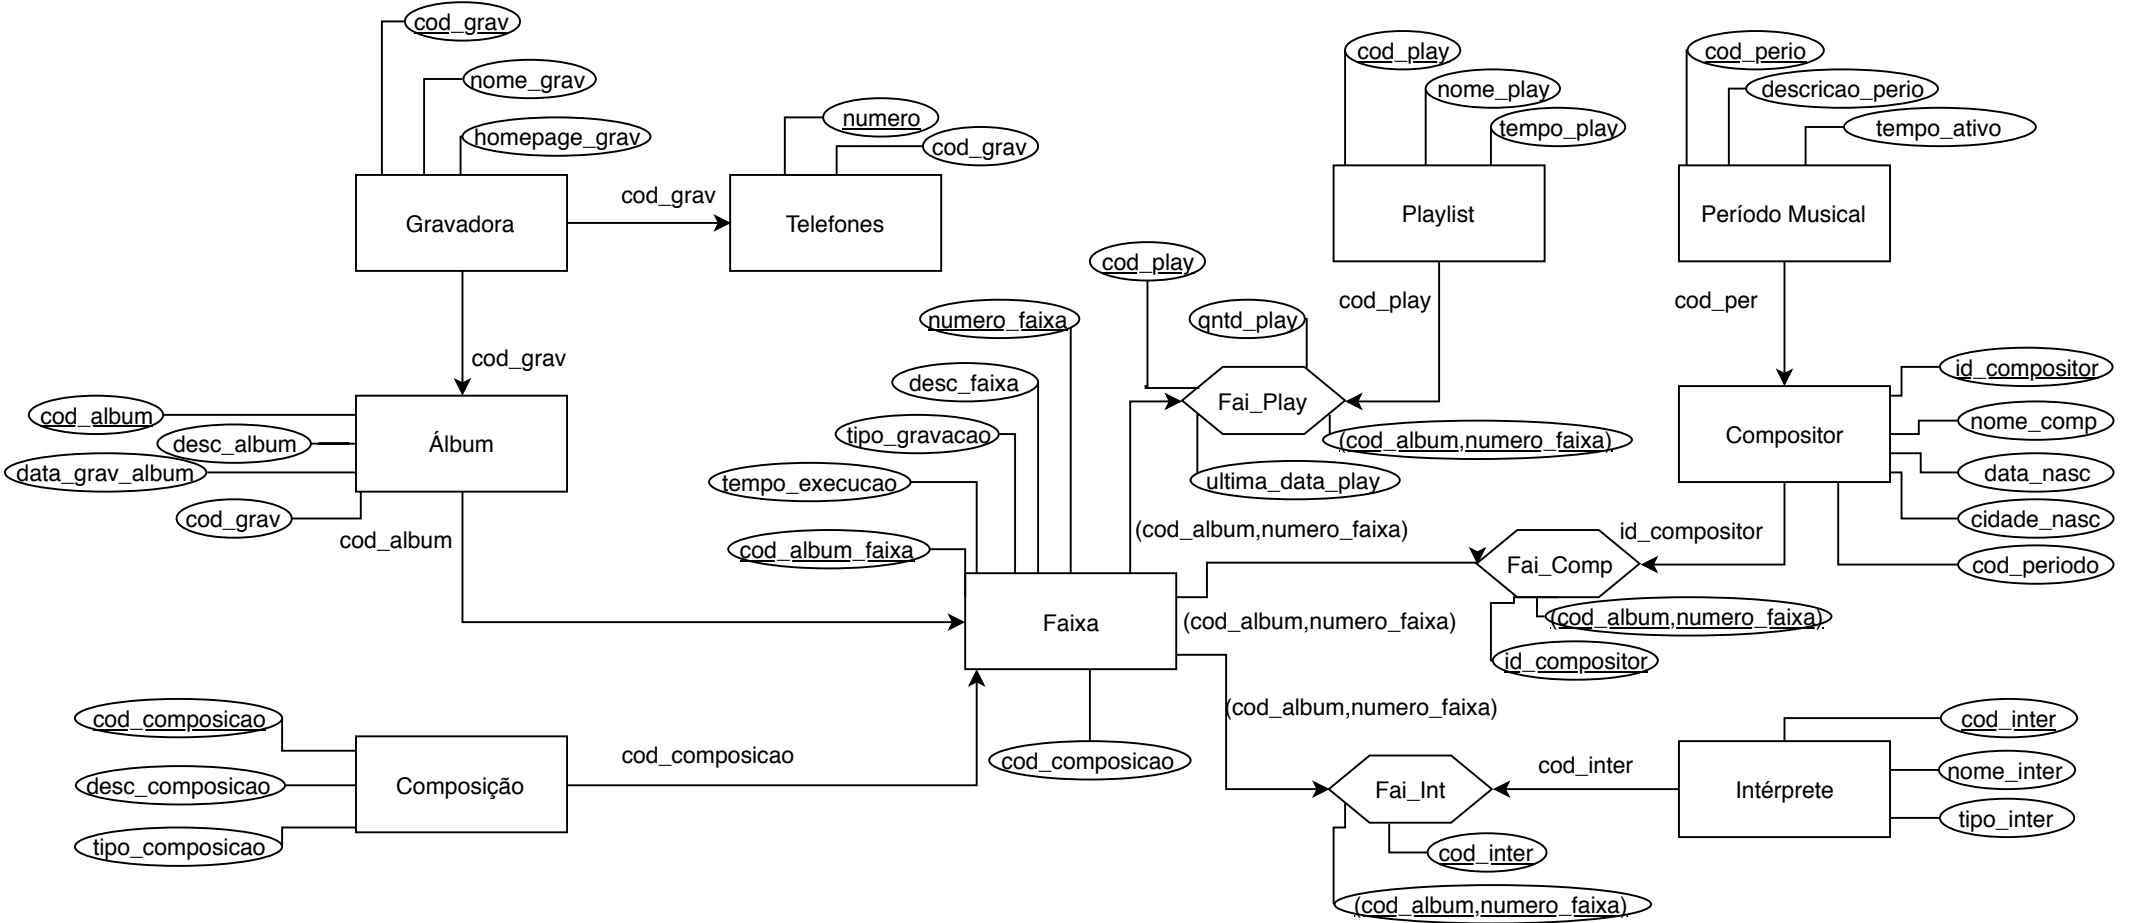 cod_grav
nome_grav
homepage_grav
Gravadora
cod_grav
numero
cod_grav
Telefones
cod_play
nome_play
tempo_play
Playlist
cod_perio
descricao_perio
tempo_ativo
Período Musical
cod_grav
cod_album
desc_album
data_grav_album
cod_grav
Álbum
cod_album
numero_faixa
desc_faixa
tipo_gravacao
tempo_execucao
cod_album_faixa
Faixa
cod_composicao
cod_play
qntd_play
cod_play
Fai_Play
(cod_album,numero_faixa)
ultima_data_play
(cod_album,numero_faixa)
cod_per
id_compositor
nome_comp
data_nasc
cidade_nasc
cod_periodo
Compositor
id_compositor
Fai_Comp
(cod_album,numero_faixa)
(cod_album,numero_faixa)
id_compositor
cod_composicao
desc_composicao
tipo_composicao
Composição
cod_composicao
(cod_album,numero_faixa)
Fai_Int
cod_inter
cod_inter
(cod_album,numero_faixa)
Intérprete
cod_inter
nome_inter
tipo_inter